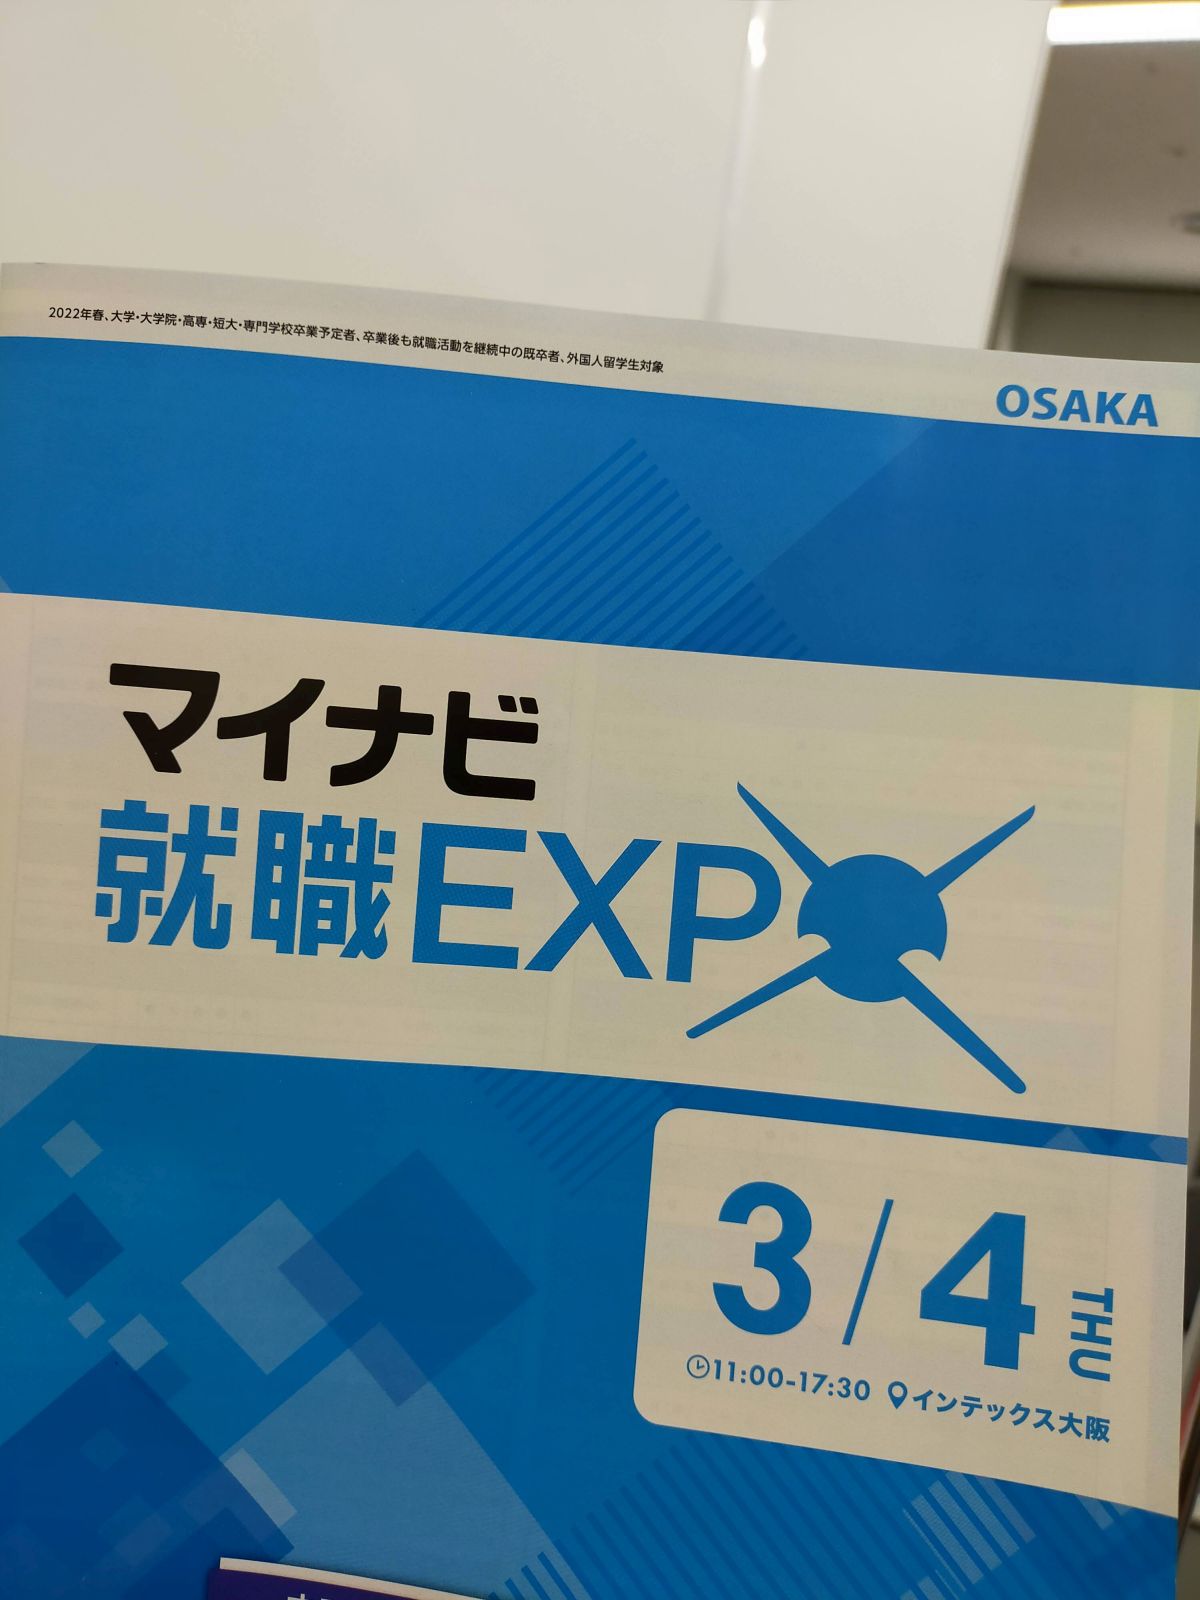 2022年春、大学・大学院・高専・短大・専門学校卒業予定者、卒業後も就職活動を継続中の既卒者、外国人留学生対象
OSAKA
マイナビ
就職EXPO
3/4 THU
11:00-17:30 インテックス大阪